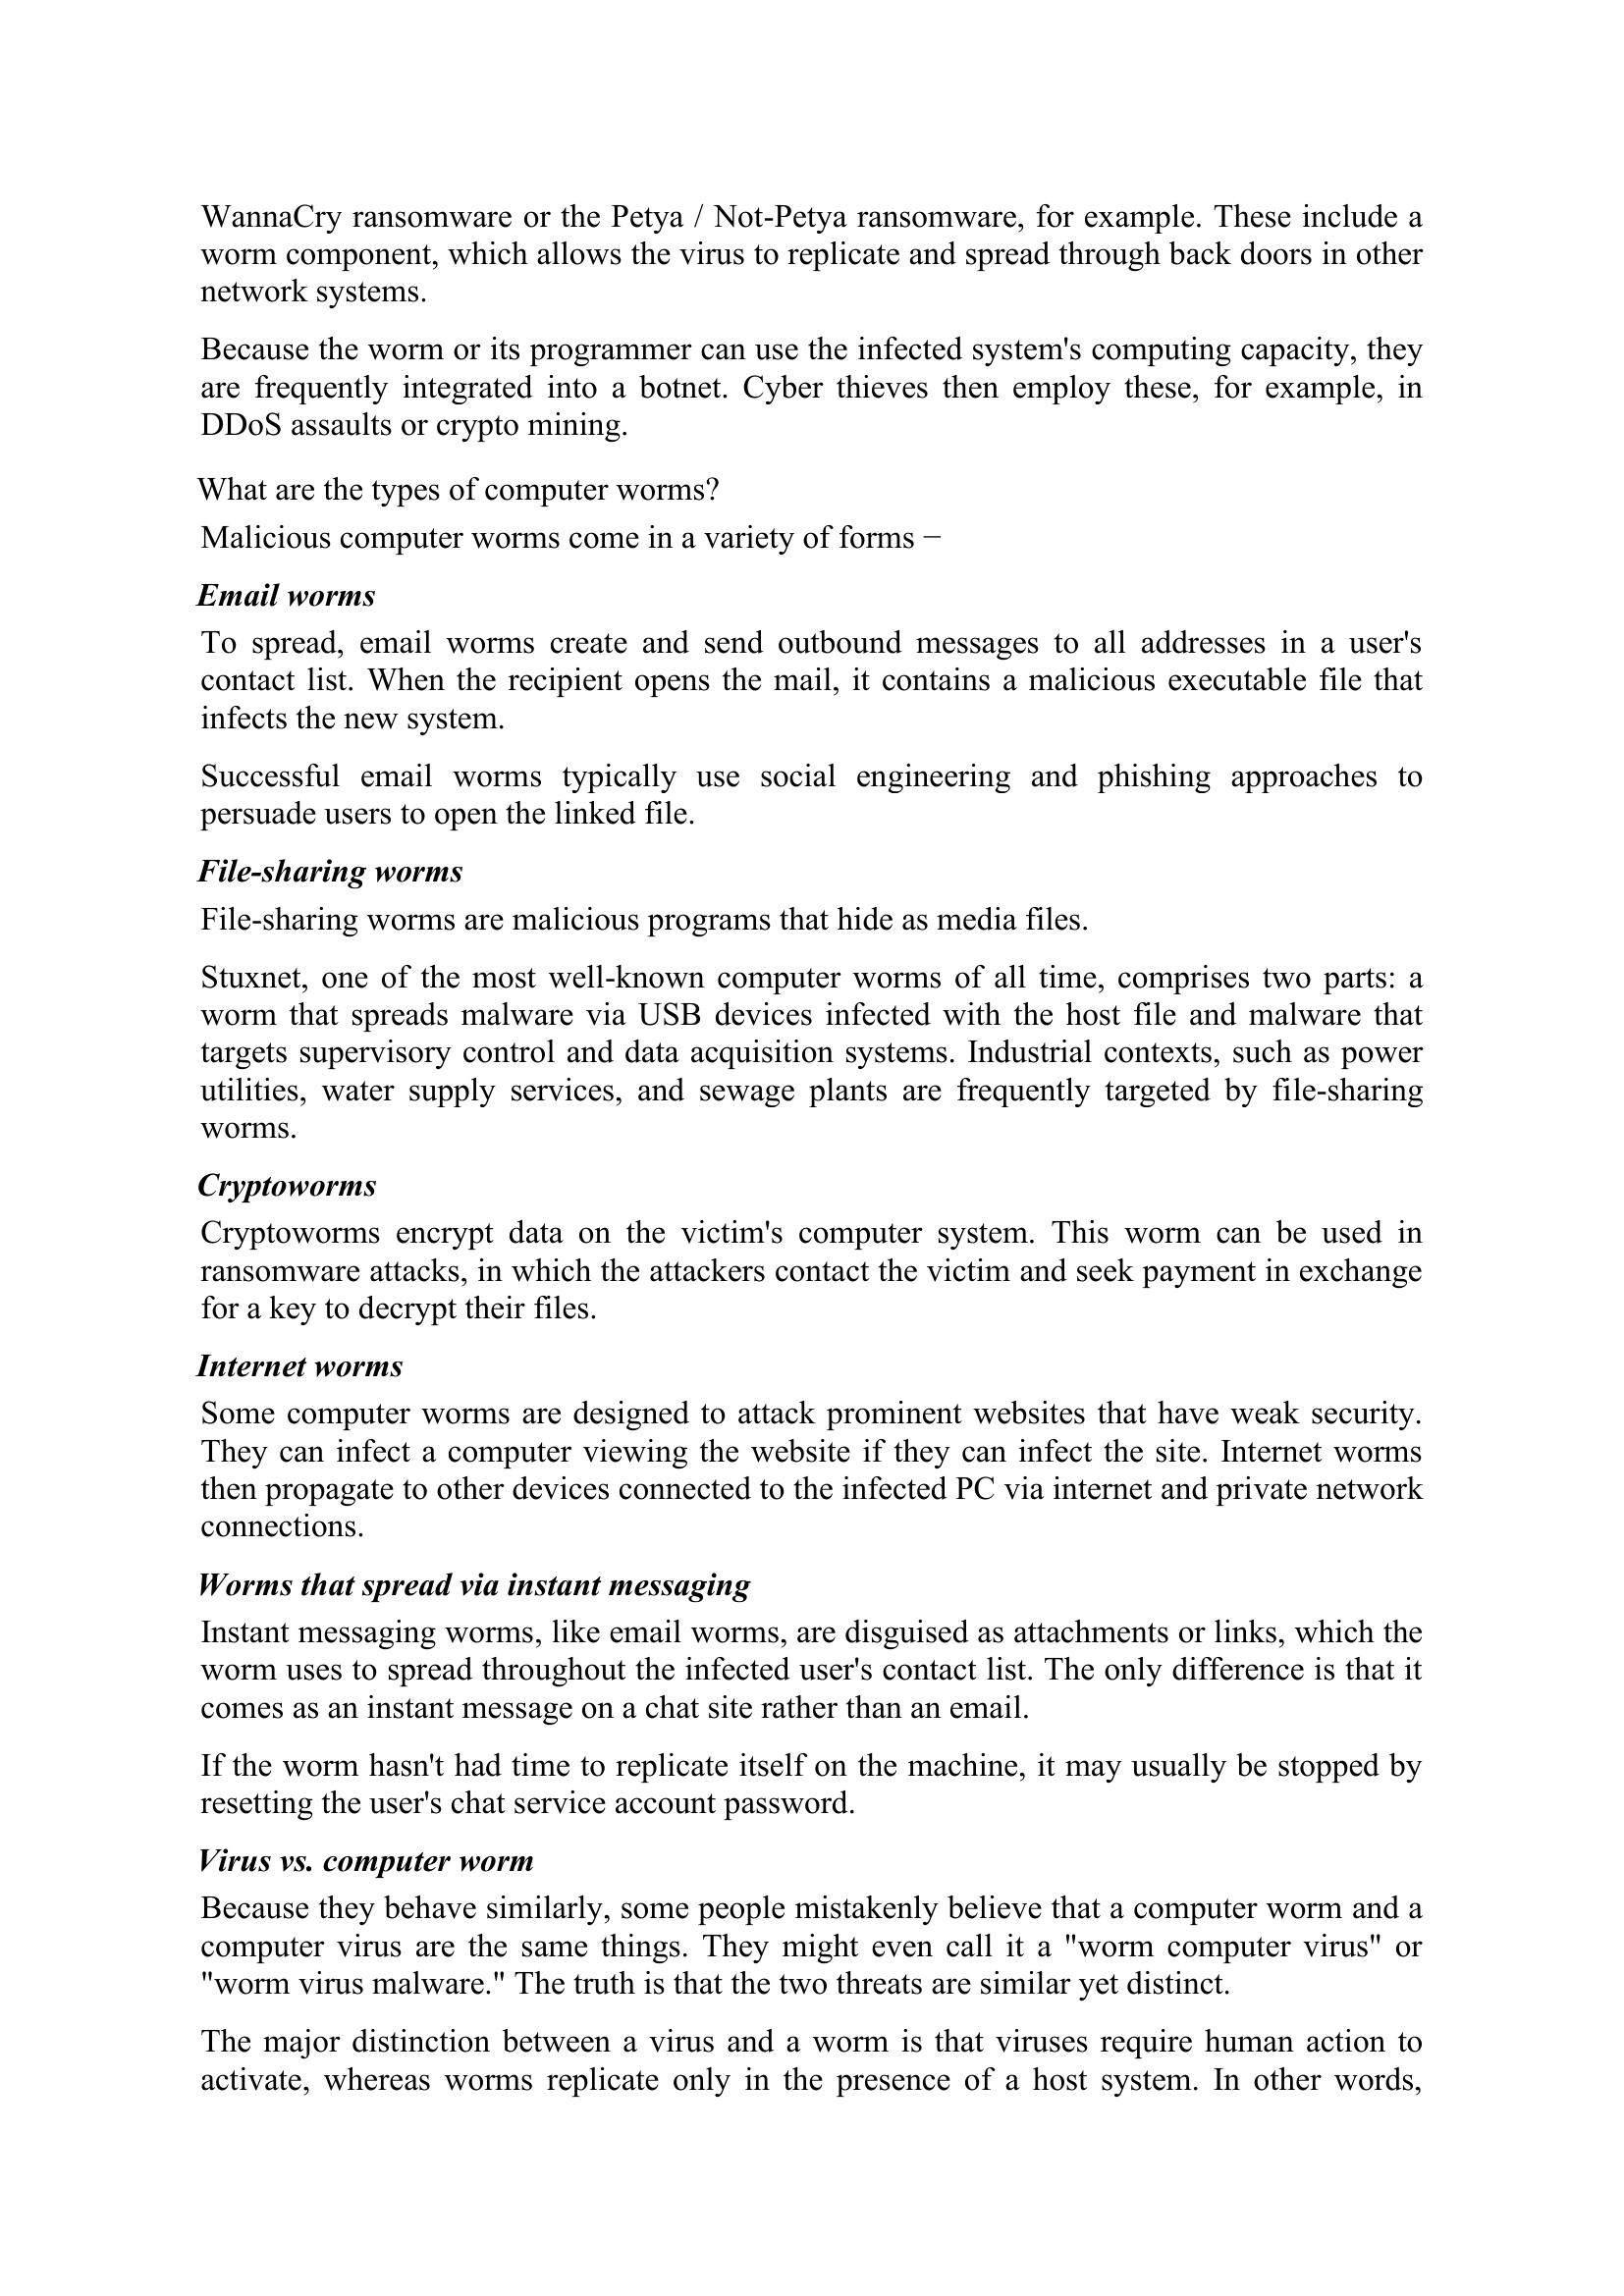 WannaCry ransomware or the Petya / Not-Petya ransomware, for example. These include a
worm component, which allows the virus to replicate and spread through back doors in other
network systems.
Because the worm or its programmer can use the infected system's computing capacity, they
are frequently integrated into a botnet. Cyber thieves then employ these, for example, in
DDoS assaults or crypto mining.
What are the types of computer worms?
Malicious computer worms come in a variety of forms −
Email worms
To spread, email worms create and send outbound messages to all addresses in a user's
contact list. When the recipient opens the mail, it contains a malicious executable file that
infects the new system.
Successful email worms typically use social engineering and phishing approaches to
persuade users to open the linked file.
File-sharing worms
File-sharing worms are malicious programs that hide as media files.
Stuxnet, one of the most well-known computer worms of all time, comprises two parts: a
worm that spreads malware via USB devices infected with the host file and malware that
targets supervisory control and data acquisition systems. Industrial contexts, such as power
utilities, water supply services, and sewage plants are frequently targeted by file-sharing
worms.
Cryptoworms
Cryptoworms encrypt data on the victim's computer system. This worm can be used in
ransomware attacks, in which the attackers contact the victim and seek payment in exchange
for a key to decrypt their files.
Internet worms
Some computer worms are designed to attack prominent websites that have weak security.
They can infect a computer viewing the website if they can infect the site. Internet worms
then propagate to other devices connected to the infected PC via internet and private network
connections.
Worms that spread via instant messaging
Instant messaging worms, like email worms, are disguised as attachments or links, which the
worm uses to spread throughout the infected user's contact list. The only difference is that it
comes as an instant message on a chat site rather than an email.
If the worm hasn't had time to replicate itself on the machine, it may usually be stopped by
resetting the user's chat service account password.
Virus vs. computer worm
Because they behave similarly, some people mistakenly believe that a computer worm and a
computer virus are the same things. They might even call it a "worm computer virus" or
"worm virus malware." The truth is that the two threats are similar yet distinct.
The major distinction between a virus and a worm is that viruses require human action to
activate, whereas worms replicate only in the presence of a host system. In other words,